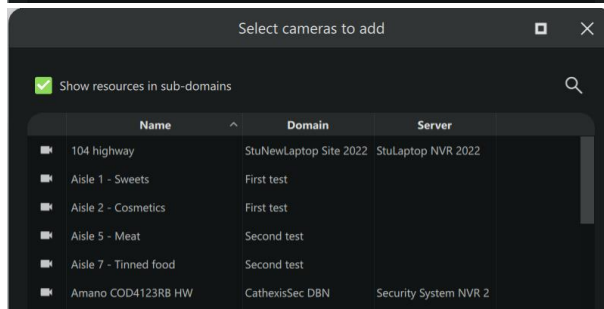 Select cameras to add
Show resources in sub-domains
Name Domain Server
104 highway StuNewLaptop Site 2022 StuLaptop NVR 2022
Aisle 1 - Sweets First test
Aisle 2 - Cosmetics First test
Aisle 5 - Meat Second test
Aisle 7 - Tinned food Second test
Amano COD4123RB HW CathexisSec DBN Security System NVR 2